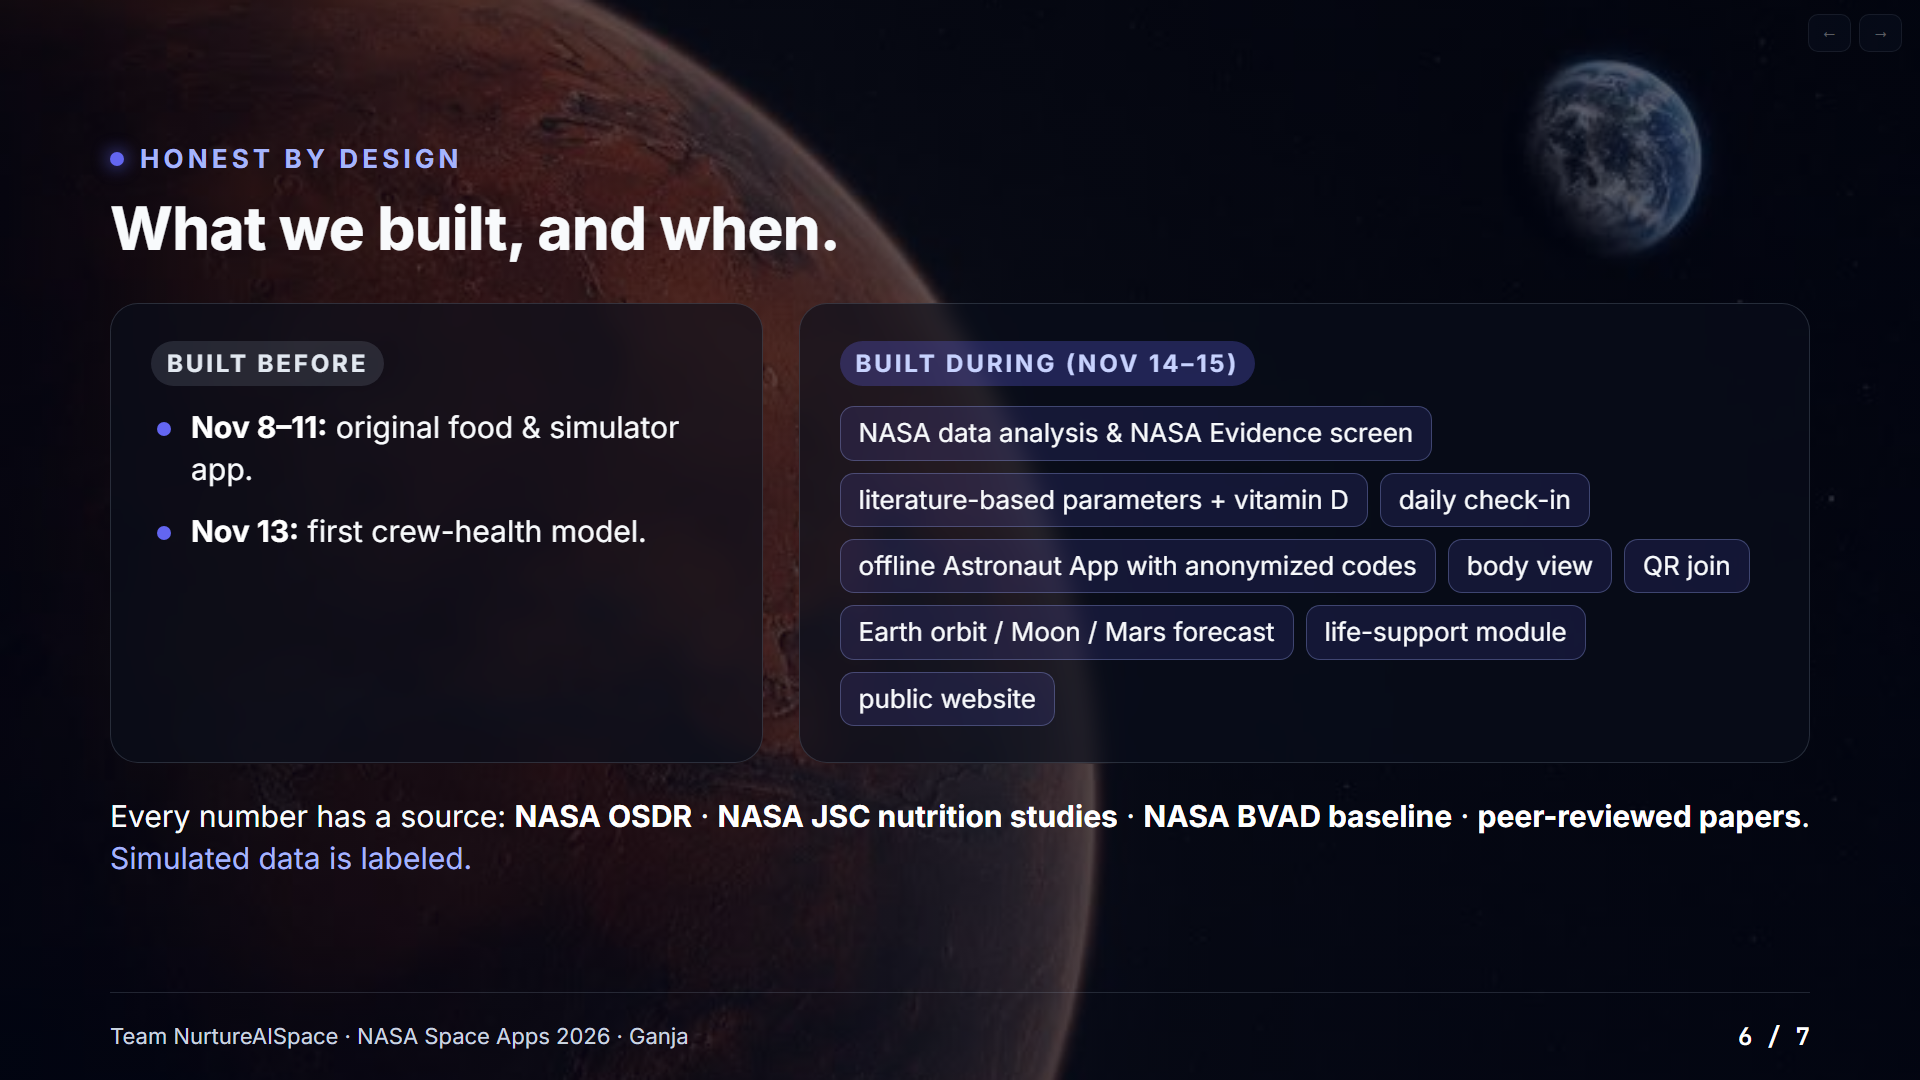 ← →
HONEST BY DESIGN
What we built, and when.
BUILT BEFORE
Nov 8–11: original food & simulator
app.
Nov 13: first crew-health model.
BUILT DURING (NOV 14–15)
NASA data analysis & NASA Evidence screen
literature-based parameters + vitamin D daily check-in
offline Astronaut App with anonymized codes body view QR join
Earth orbit / Moon / Mars forecast life-support module
public website
Every number has a source: NASA OSDR · NASA JSC nutrition studies · NASA BVAD baseline · peer-reviewed papers.
Simulated data is labeled.
Team NurtureAISpace · NASA Space Apps 2026 · Ganja
6 / 7